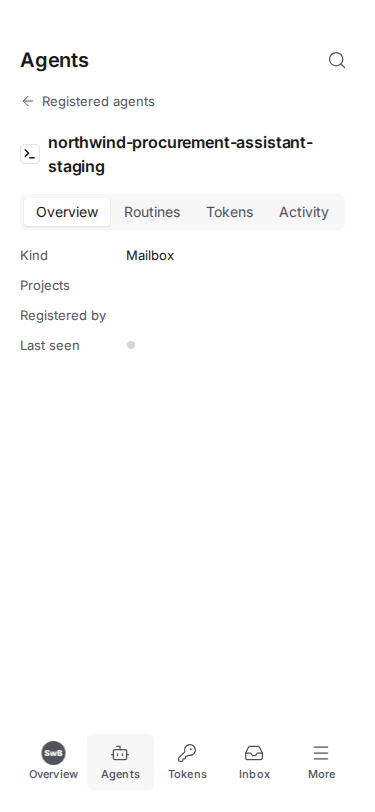 Agents
Registered agents
northwind-procurement-assistant-
staging
Overview Routines Tokens Activity
Kind Mailbox
Projects
Registered by
Last seen
SwB
Overview Agents Tokens Inbox More